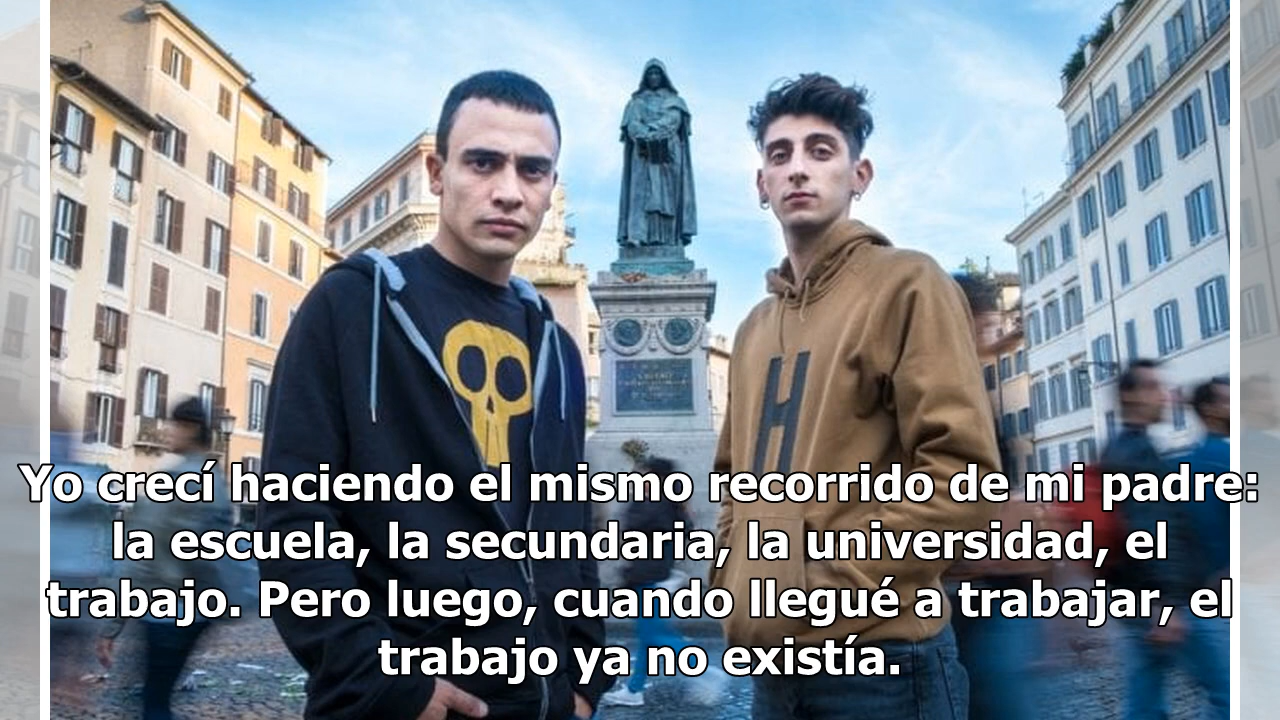 H
Yo crecí haciendo el mismo recorrido de mi padre:
la escuela, la secundaria, la universidad, el
trabajo. Pero luego, cuando llegué a trabajar, el
trabajo ya no existía.